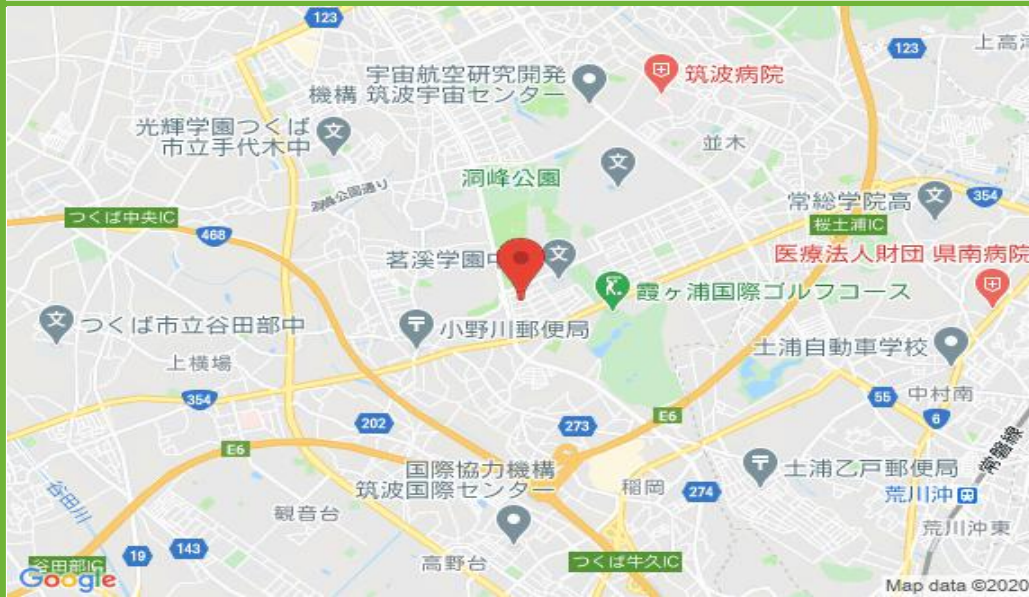 123
上高
123
宇宙航空研究開発
機構 筑波宇宙センター
筑波病院
光輝学園つくば
市立手代木中
並木
洞峰公園
洞峰公園通り
常総学院高
354
つくば中央IC
桜土浦IC
468
医療法人財団 県南病院
茗溪学園中
霞ヶ浦国際ゴルフコース
つくば市立谷田部中
小野川郵便局
土浦自動車学校
上横場
354
55
中村南
6
202
273
E6
E6
常磐線
国際協力機構
筑波国際センター
土浦乙戸郵便局
稲岡
274
荒川沖
谷田川
観音台
荒川沖東
19
143
高野台
つくば牛久IC
谷田部IC
Google
Map data ©2020